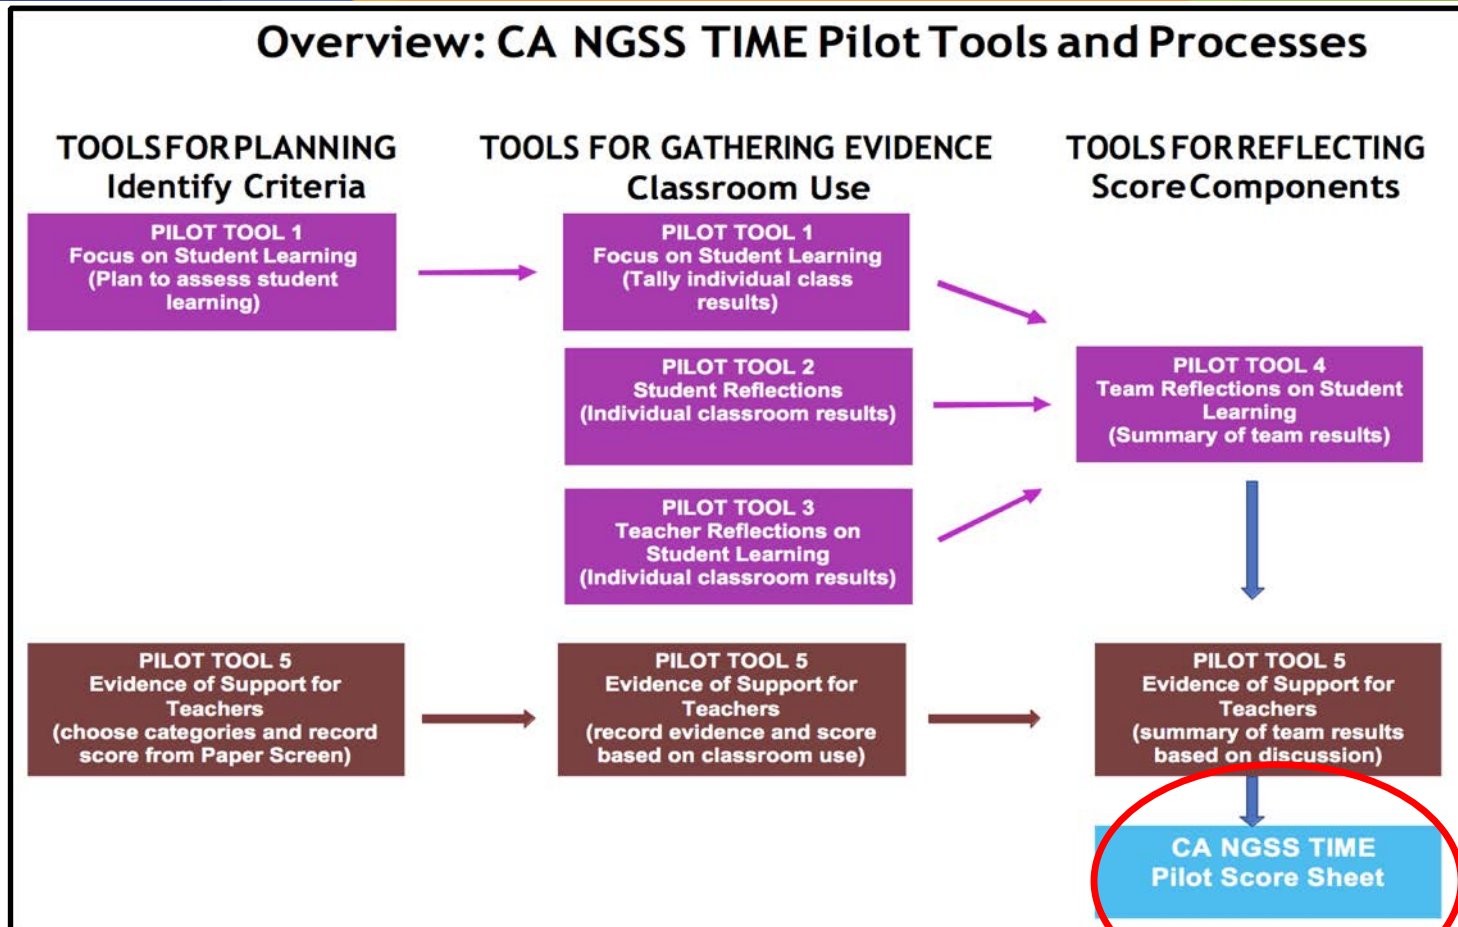 Overview: CA NGSS TIME Pilot Tools and Processes
TOOLS FOR PLANNING
Identify Criteria
PILOT TOOL 1
Focus on Student Learning
(Plan to assess student
learning)
PILOT TOOL 5
Evidence of Support for
Teachers
(choose categories and record
score from Paper Screen)
TOOLS FOR GATHERING EVIDENCE
Classroom Use
PILOT TOOL 1
Focus on Student Learning
(Tally individual class
results)
PILOT TOOL 2
Student Reflections
(Individual classroom results)
PILOT TOOL 3
Teacher Reflections on
Student Learning
(Individual classroom results)
PILOT TOOL 5
Evidence of Support for
Teachers
(record evidence and score
based on classroom use)
TOOLS FOR REFLECTING
Score Components
PILOT TOOL 4
Team Reflections on Student
Learning
(Summary of team results)
PILOT TOOL 5
Evidence of Support for
Teachers
(summary of team results
based on discussion)
CA NGSS TIME
Pilot Score Sheet